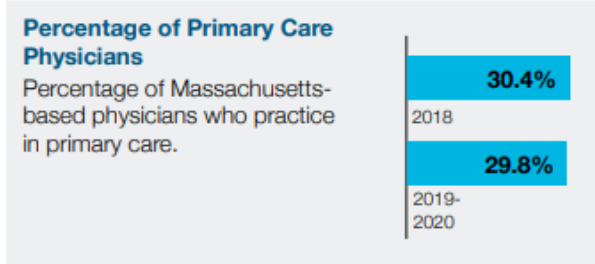 Percentage of Primary Care
Physicians
Percentage of Massachusetts-
based physicians who practice
in primary care.
30.4%
2018
29.8%
2019-
2020